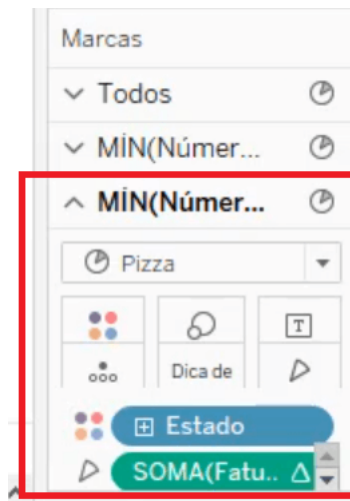 Marcas
Todos
MÍN(Númer...
MÍN(Númer...
Pizza
T
Dica de
Estado
SOMA(Fatu..